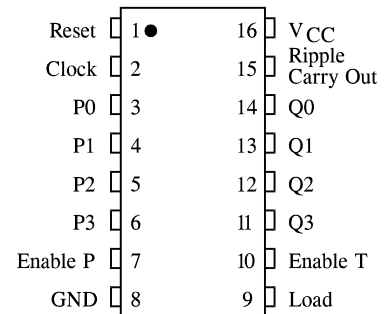 Reset 1 16 VCC
Clock 2 15 Ripple
Carry Out
P0 3 14 Q0
P1 4 13 Q1
P2 5 12 Q2
P3 6 11 Q3
Enable P 7 10 Enable T
GND 8 9 Load